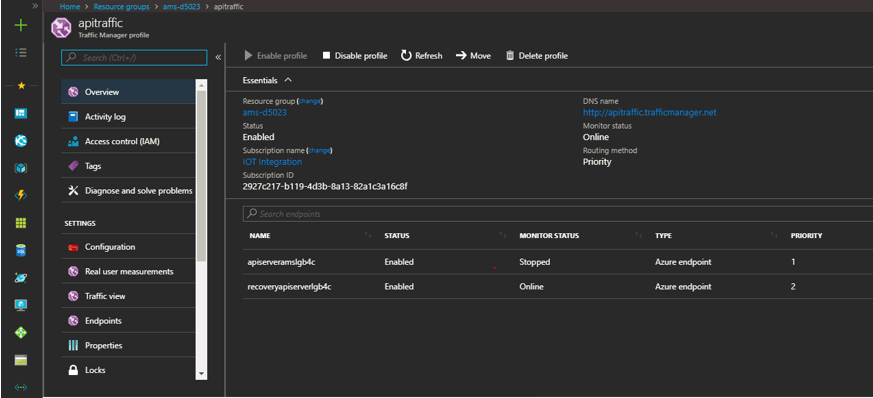 Home > Resource groups > ams-d5023 > apitraffic
apitraffic
Traffic Manager profile
Search (Ctrl+/)
«
Overview
Activity log
Access control (IAM)
Tags
Diagnose and solve problems
SETTINGS
Configuration
Real user measurements
Traffic view
Endpoints
Properties
Locks
Enable profile Disable profile Refresh Move Delete profile
Essentials
Resource group (change)
ams-d5023
Status
Enabled
Subscription name (change)
IOT Integration
Subscription ID
2927c217-b119-4d3b-8a13-82a1c3a16c8f
DNS name
http://apitraffic.trafficmanager.net
Monitor status
Online
Routing method
Priority
Search endpoints
NAME STATUS MONITOR STATUS TYPE PRIORITY
apiserveramslgb4c Enabled Stopped Azure endpoint 1
recoveryapiserverlgb4c Enabled Online Azure endpoint 2